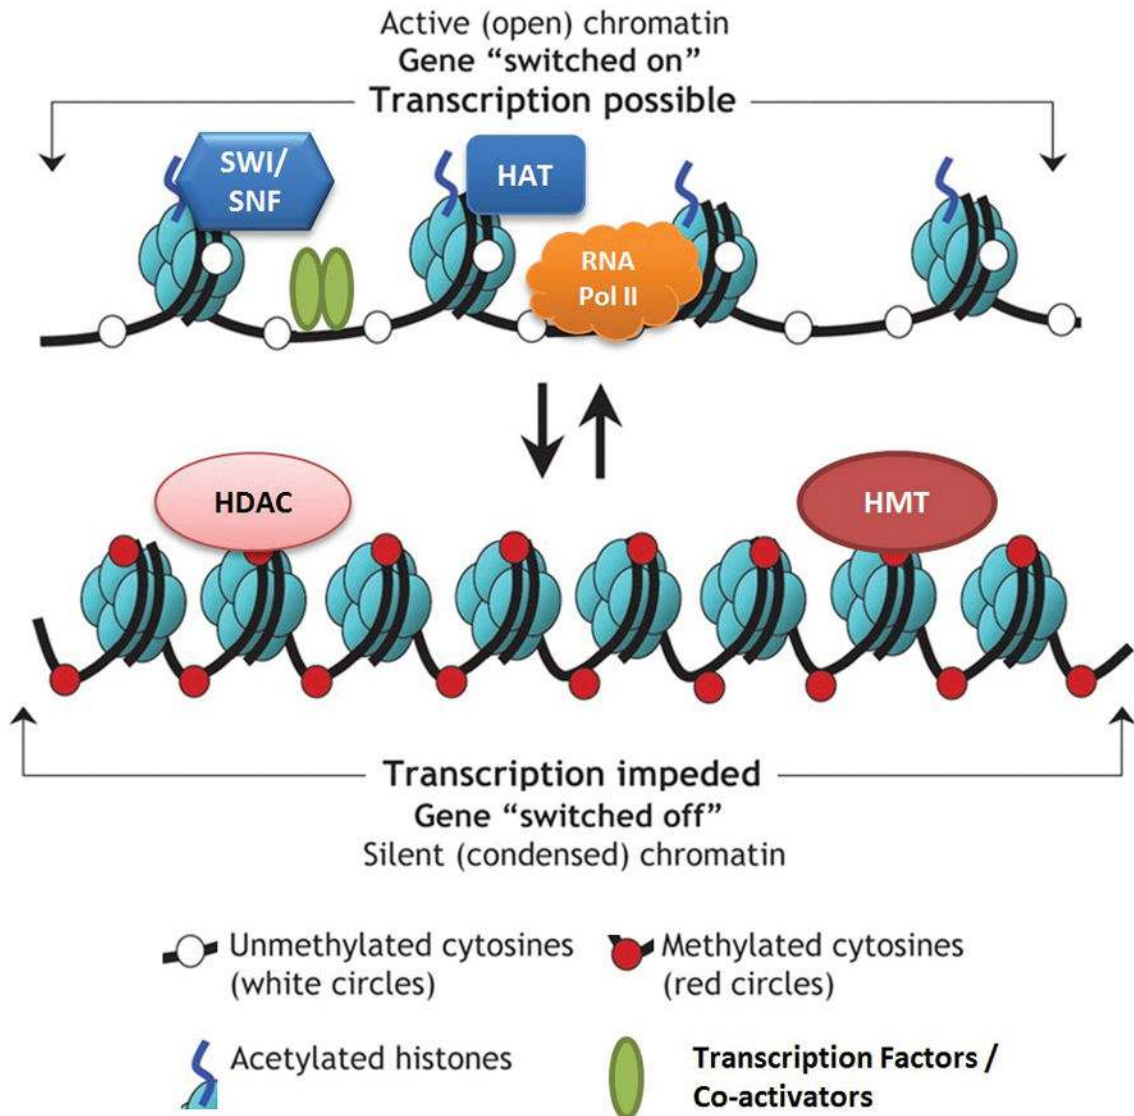 Active (open) chromatin
Gene “switched on”
Transcription possible
SWI/
SNF
HAT
RNA
Pol II
HDAC
HMT
Transcription impeded
Gene “switched off”
Silent (condensed) chromatin
Unmethylated cytosines
(white circles)
Methylated cytosines
(red circles)
Acetylated histones
Transcription Factors /
Co-activators